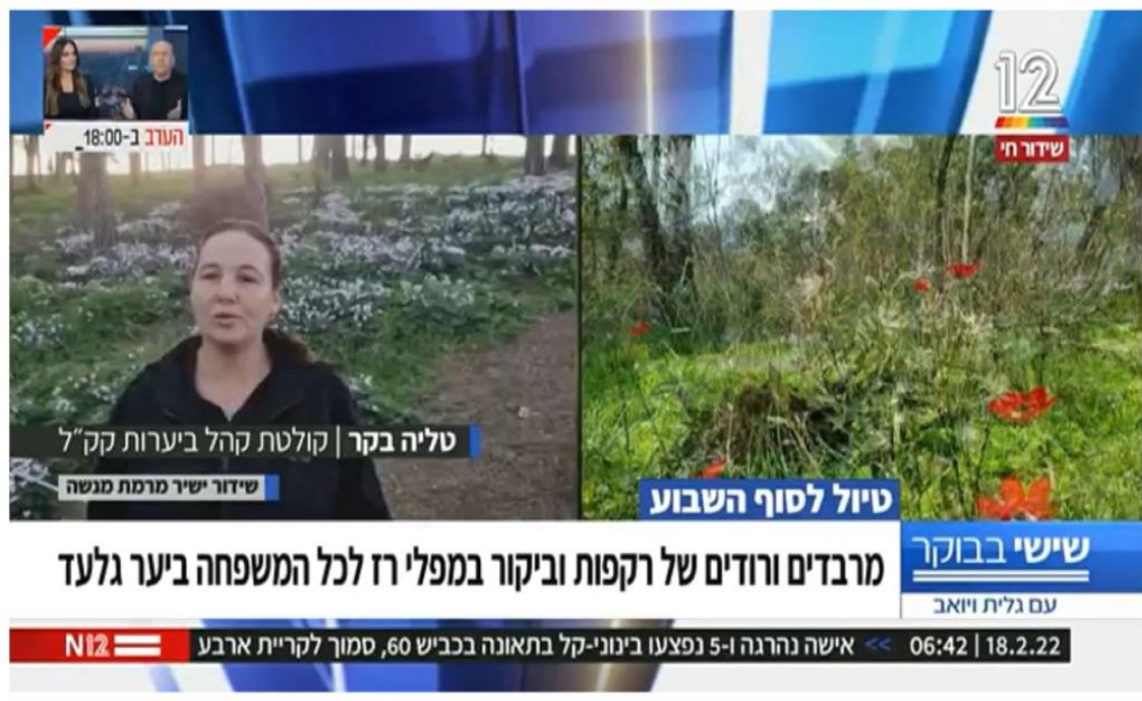 12
שידור חי
הערב ב-18:00
טליה בקר | קולטת קהל ביערות קק״ל
שידור ישיר מרמת מנשה
טיול לסוף השבוע
שישי בבוקר
מרבדים ורודים של רקפות וביקור במפלי רז לכל המשפחה ביער גלעד
עם גלית ויואב
06:42 | 18.2.22 >> אישה נהרגה ו-5 נפצעו בינוני-קל בתאונה בכביש 60, סמוך לקריית ארבע N12